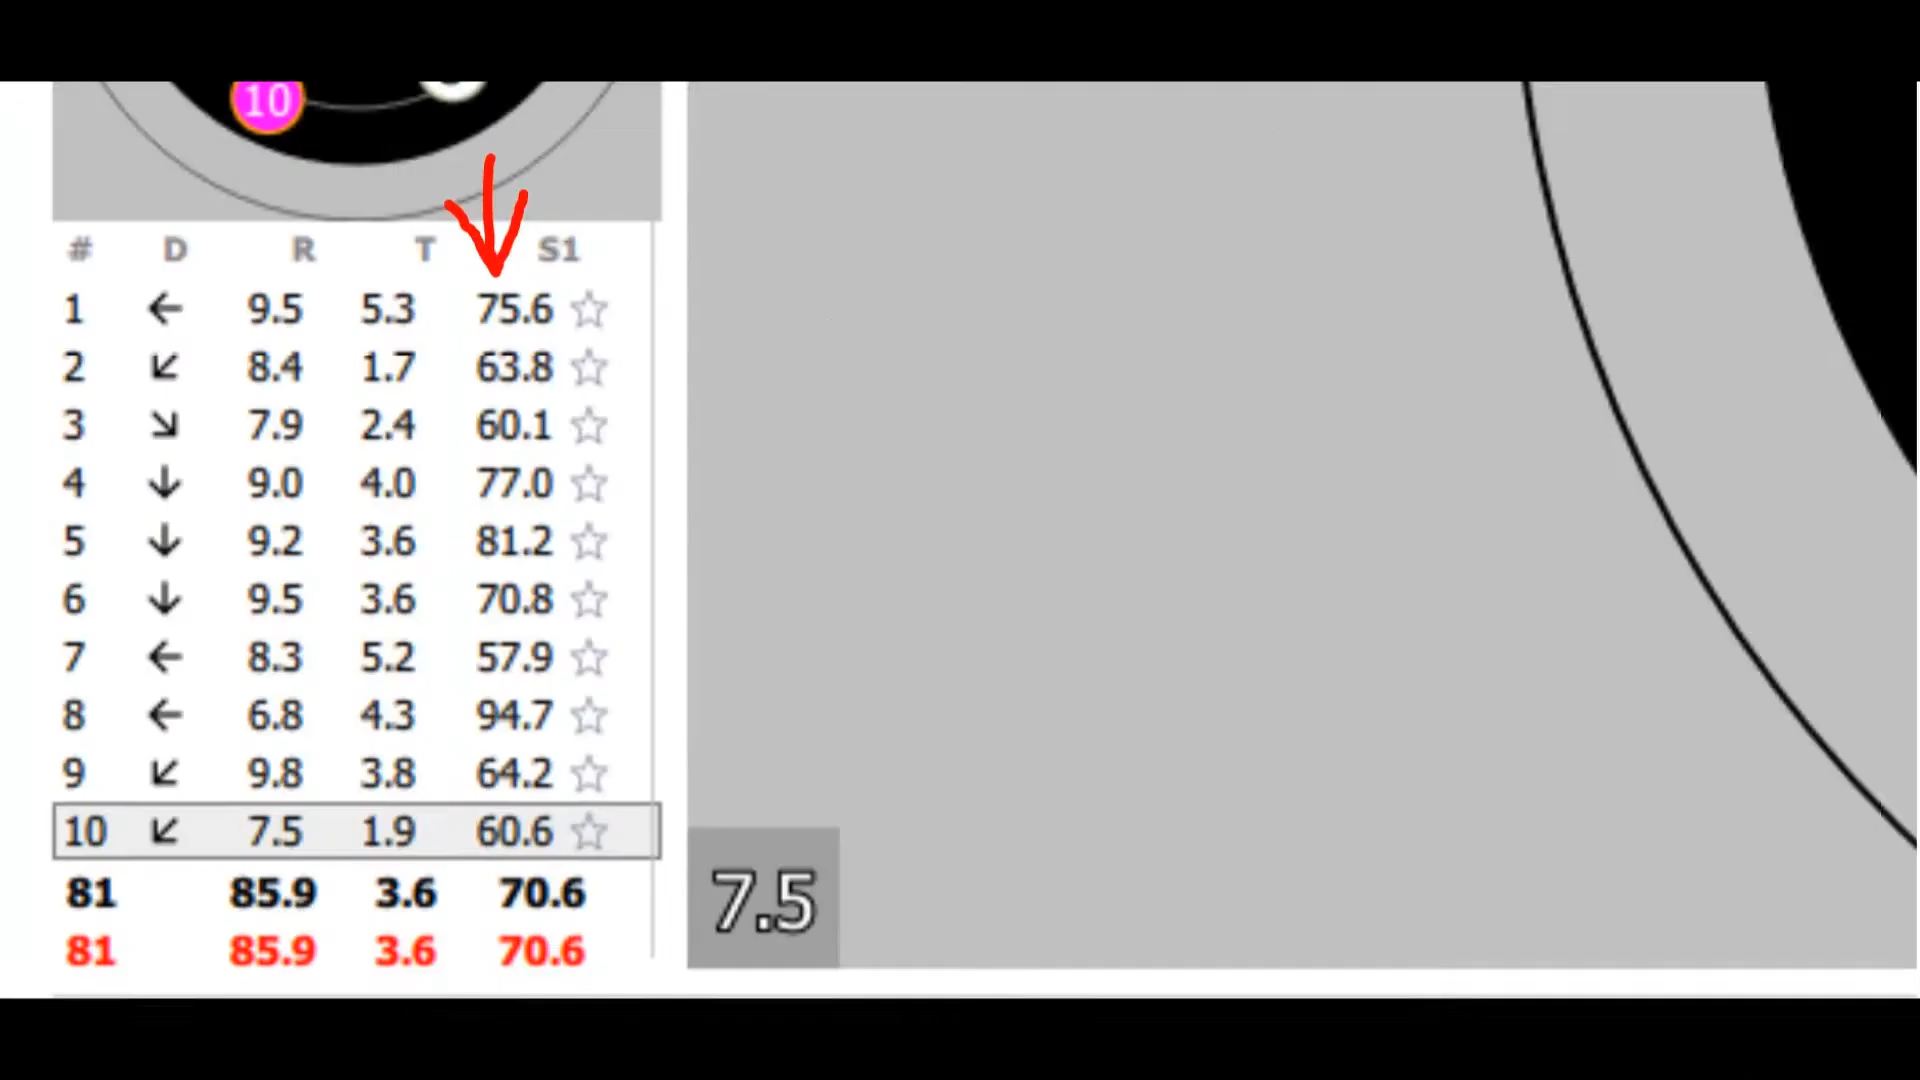 10
# D R T S1
1 ← 9.5 5.3 75.6 ☆
2 ↙ 8.4 1.7 63.8 ☆
3 ↘ 7.9 2.4 60.1 ☆
4 ↓ 9.0 4.0 77.0 ☆
5 ↓ 9.2 3.6 81.2 ☆
6 ↓ 9.5 3.6 70.8 ☆
7 ← 8.3 5.2 57.9 ☆
8 ← 6.8 4.3 94.7 ☆
9 ↙ 9.8 3.8 64.2 ☆
10 ↙ 7.5 1.9 60.6 ☆
81 85.9 3.6 70.6
81 85.9 3.6 70.6
7.5